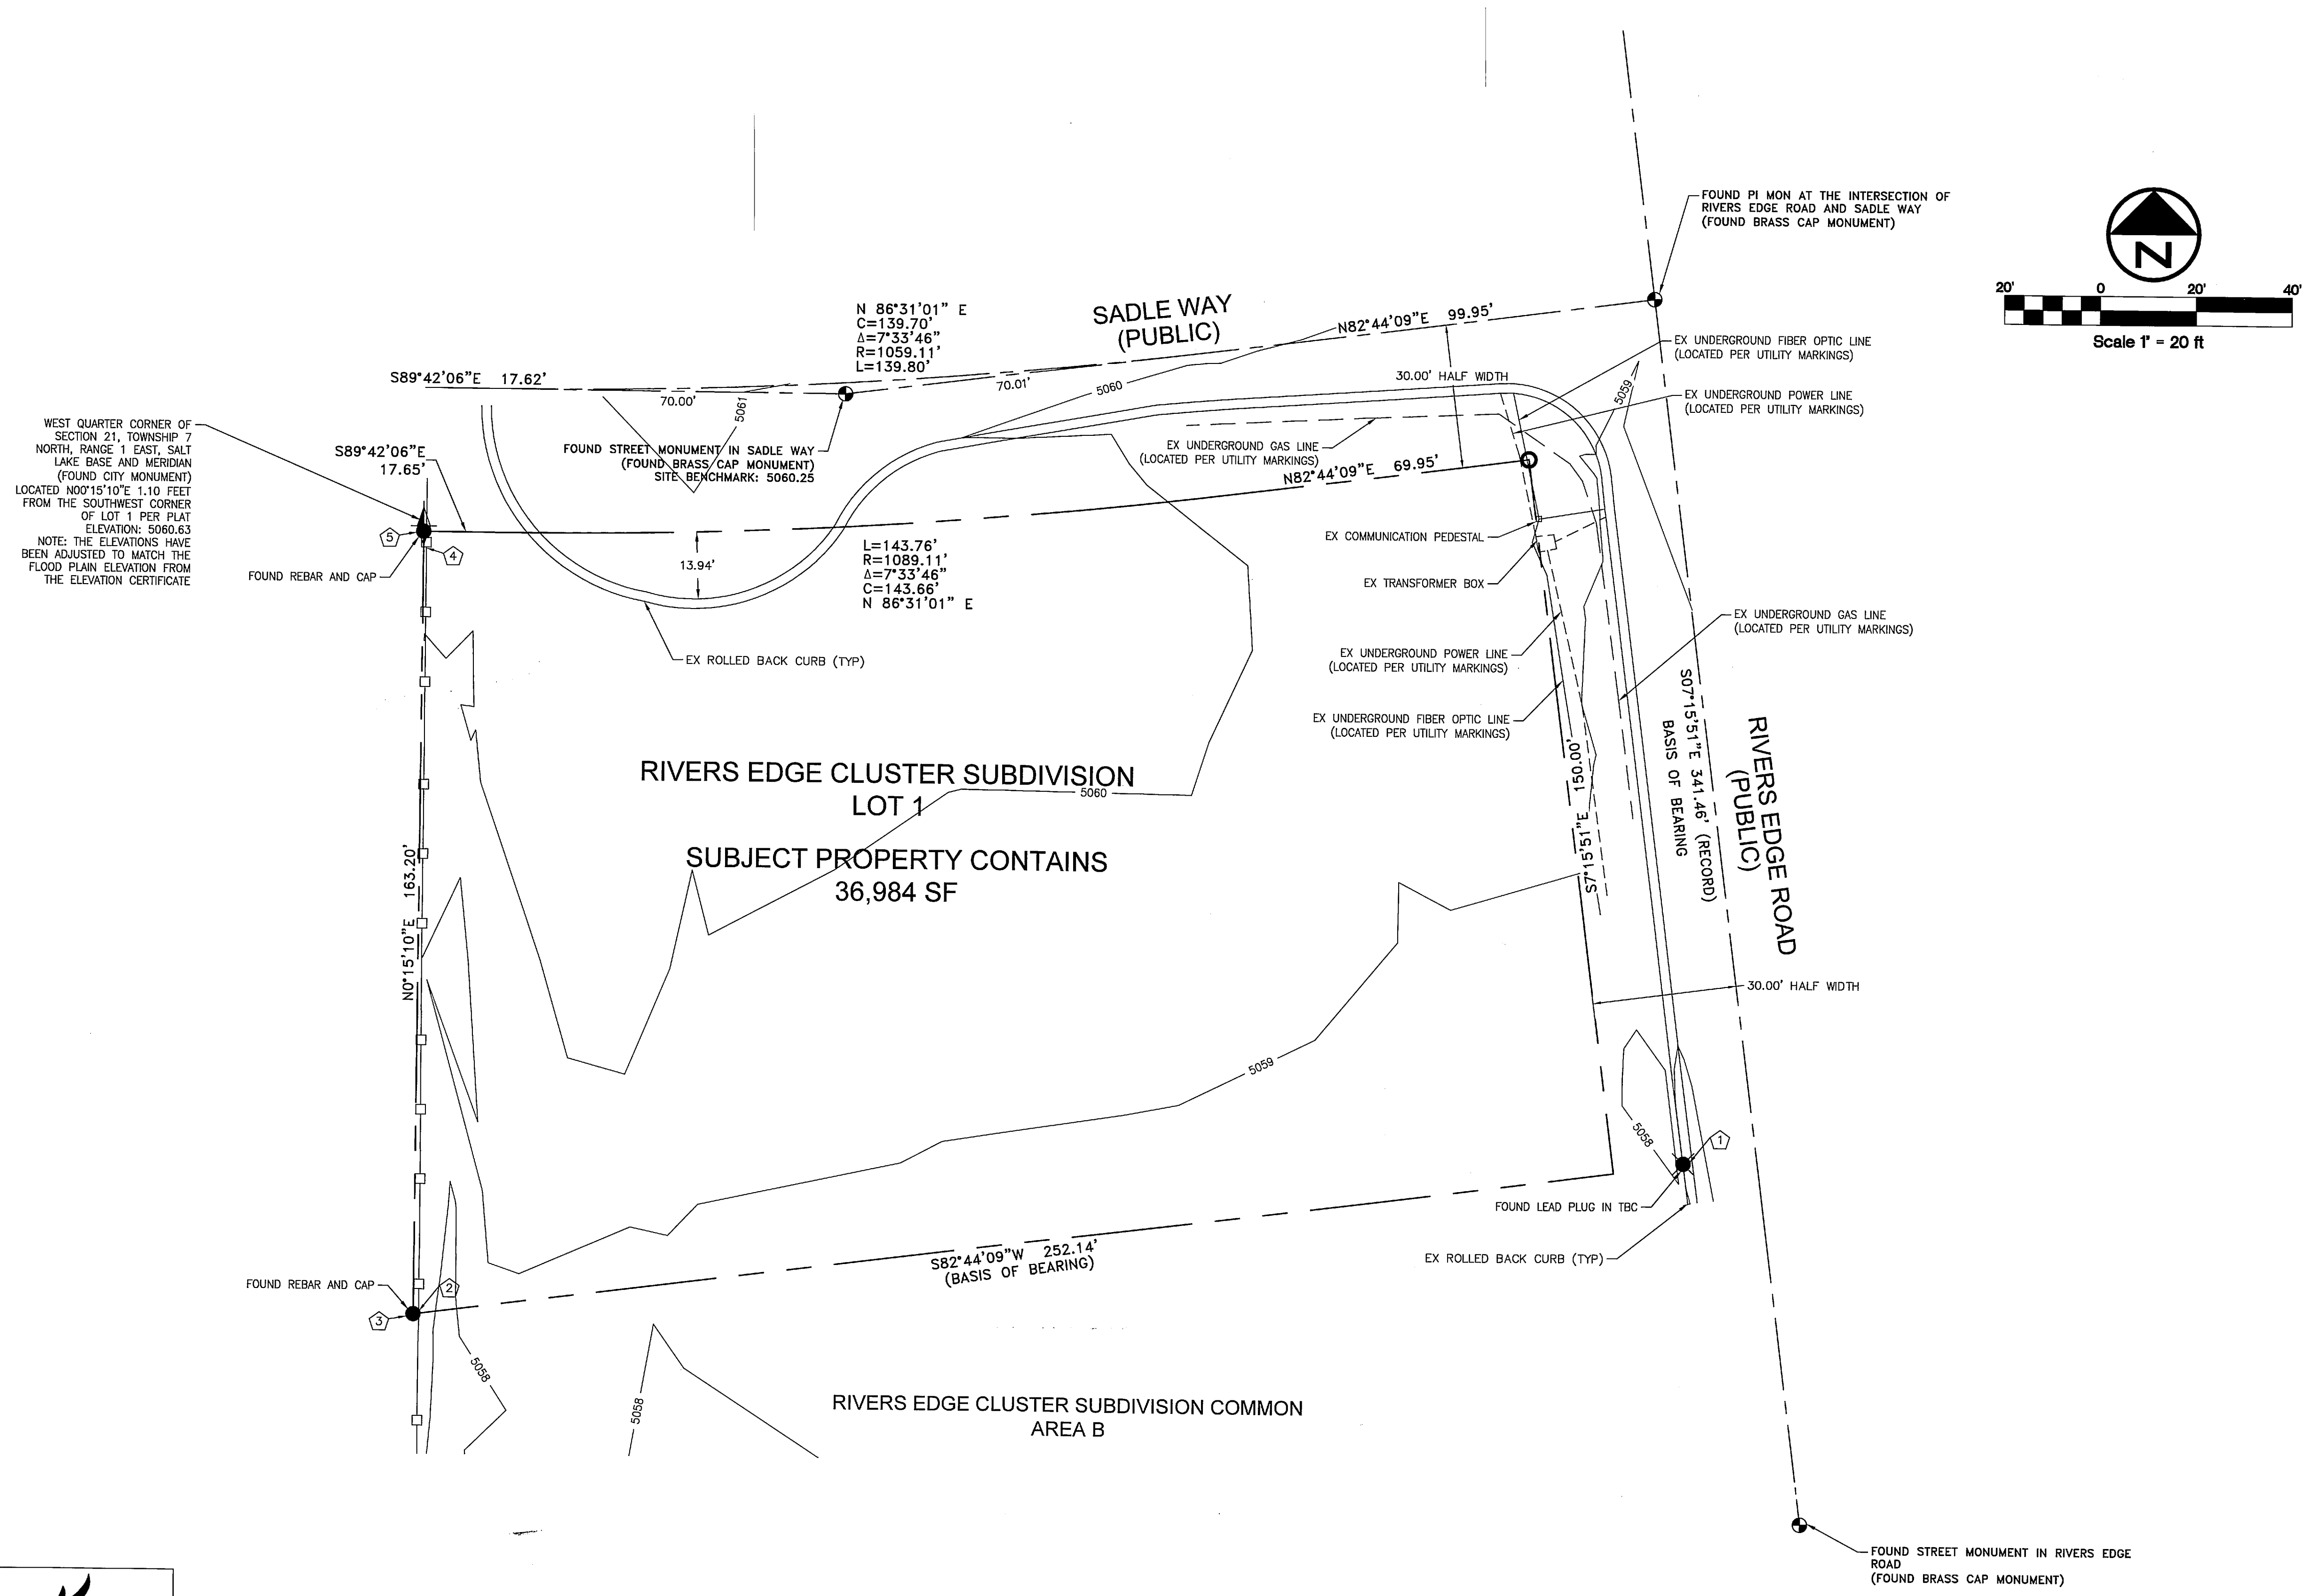 FOUND PI MON AT THE INTERSECTION OF
RIVERS EDGE ROAD AND SADLE WAY
(FOUND BRASS CAP MONUMENT)
N
20' 0 20' 40'
Scale 1" = 20 ft
N 86°31'01" E
C=139.70'
Δ=7°33'46"
R=1059.11'
L=139.80'
SADLE WAY
(PUBLIC)
N82°44'09"E 99.95'
EX UNDERGROUND FIBER OPTIC LINE
(LOCATED PER UTILITY MARKINGS)
S89°42'06"E 17.62'
70.00'
5061
70.01'
5060
30.00' HALF WIDTH
5059
EX UNDERGROUND POWER LINE
(LOCATED PER UTILITY MARKINGS)
WEST QUARTER CORNER OF
SECTION 21, TOWNSHIP 7
NORTH, RANGE 1 EAST, SALT
LAKE BASE AND MERIDIAN
(FOUND CITY MONUMENT)
LOCATED N00°15'10"E 1.10 FEET
FROM THE SOUTHWEST CORNER
OF LOT 1 PER PLAT
ELEVATION: 5060.63
NOTE: THE ELEVATIONS HAVE
BEEN ADJUSTED TO MATCH THE
FLOOD PLAIN ELEVATION FROM
THE ELEVATION CERTIFICATE
S89°42'06"E
17.65'
FOUND STREET MONUMENT IN SADLE WAY
(FOUND BRASS CAP MONUMENT)
SITE BENCHMARK: 5060.25
EX UNDERGROUND GAS LINE
(LOCATED PER UTILITY MARKINGS)
N82°44'09"E 69.95'
5
4
FOUND REBAR AND CAP
13.94'
L=143.76'
R=1089.11'
Δ=7°33'46"
C=143.66'
N 86°31'01" E
EX COMMUNICATION PEDESTAL
EX TRANSFORMER BOX
EX ROLLED BACK CURB (TYP)
EX UNDERGROUND GAS LINE
(LOCATED PER UTILITY MARKINGS)
EX UNDERGROUND POWER LINE
(LOCATED PER UTILITY MARKINGS)
EX UNDERGROUND FIBER OPTIC LINE
(LOCATED PER UTILITY MARKINGS)
S7°15'51"E 150.00'
S07°15'51"E 341.46' (RECORD)
BASIS OF BEARING
RIVERS EDGE ROAD
(PUBLIC)
RIVERS EDGE CLUSTER SUBDIVISION
LOT 1
5060
SUBJECT PROPERTY CONTAINS
36,984 SF
N0°15'10"E 163.20'
30.00' HALF WIDTH
5059
5058
1
FOUND LEAD PLUG IN TBC
EX ROLLED BACK CURB (TYP)
S82°44'09"W 252.14'
(BASIS OF BEARING)
FOUND REBAR AND CAP
2
3
5058
5058
RIVERS EDGE CLUSTER SUBDIVISION COMMON
AREA B
FOUND STREET MONUMENT IN RIVERS EDGE
ROAD
(FOUND BRASS CAP MONUMENT)